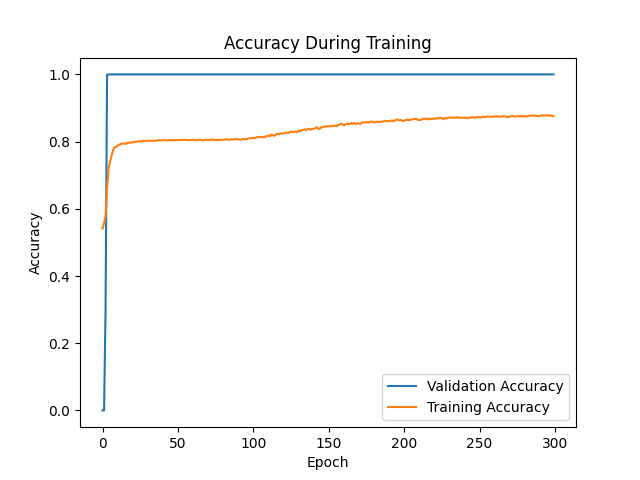 Accuracy During Training
1.0
0.8
0.6
0.4
0.2
0.0
Accuracy
0 50 100 150 200 250 300
Epoch
Validation Accuracy
Training Accuracy